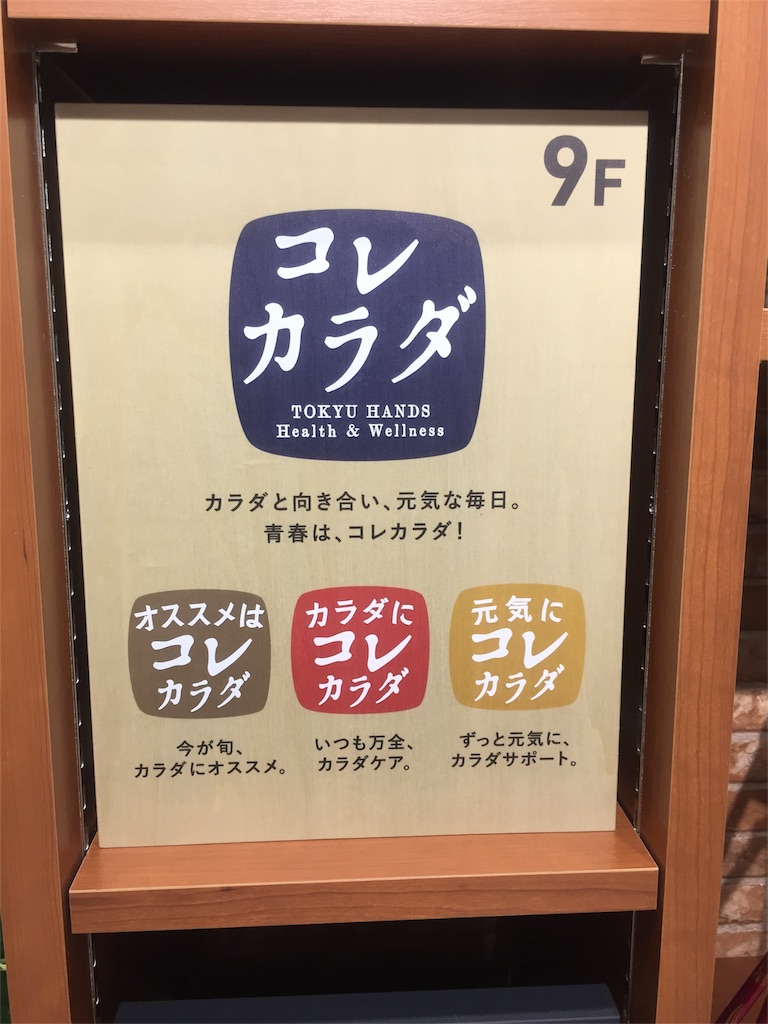 9F
コレ
カラダ
TOKYU HANDS
Health & Wellness
カラダと向き合い、元気な毎日。
青春は、コレカラダ!
オススメは
コレ
カラダ
今が旬、
カラダにオススメ。
カラダに
コレ
カラダ
いつも万全、
カラダケア。
元気に
コレ
カラダ
ずっと元気に、
カラダサポート。